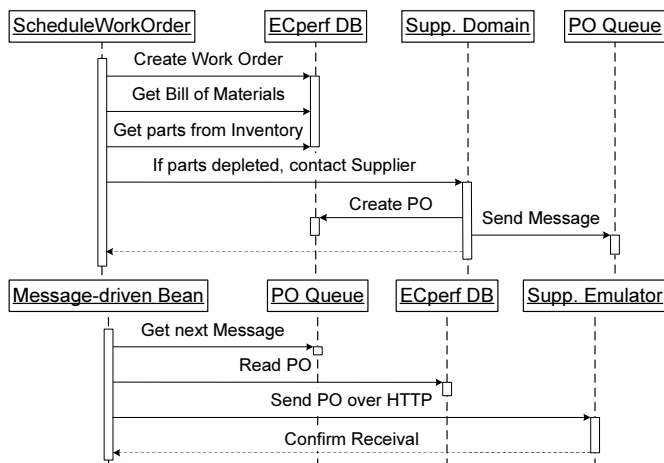 ScheduleWorkOrder
ECperf DB
Supp. Domain
PO Queue
Create Work Order
Get Bill of Materials
Get parts from Inventory
If parts depleted, contact Supplier
Create PO
Send Message
Message-driven Bean
PO Queue
ECperf DB
Supp. Emulator
Get next Message
Read PO
Send PO over HTTP
Confirm Receival